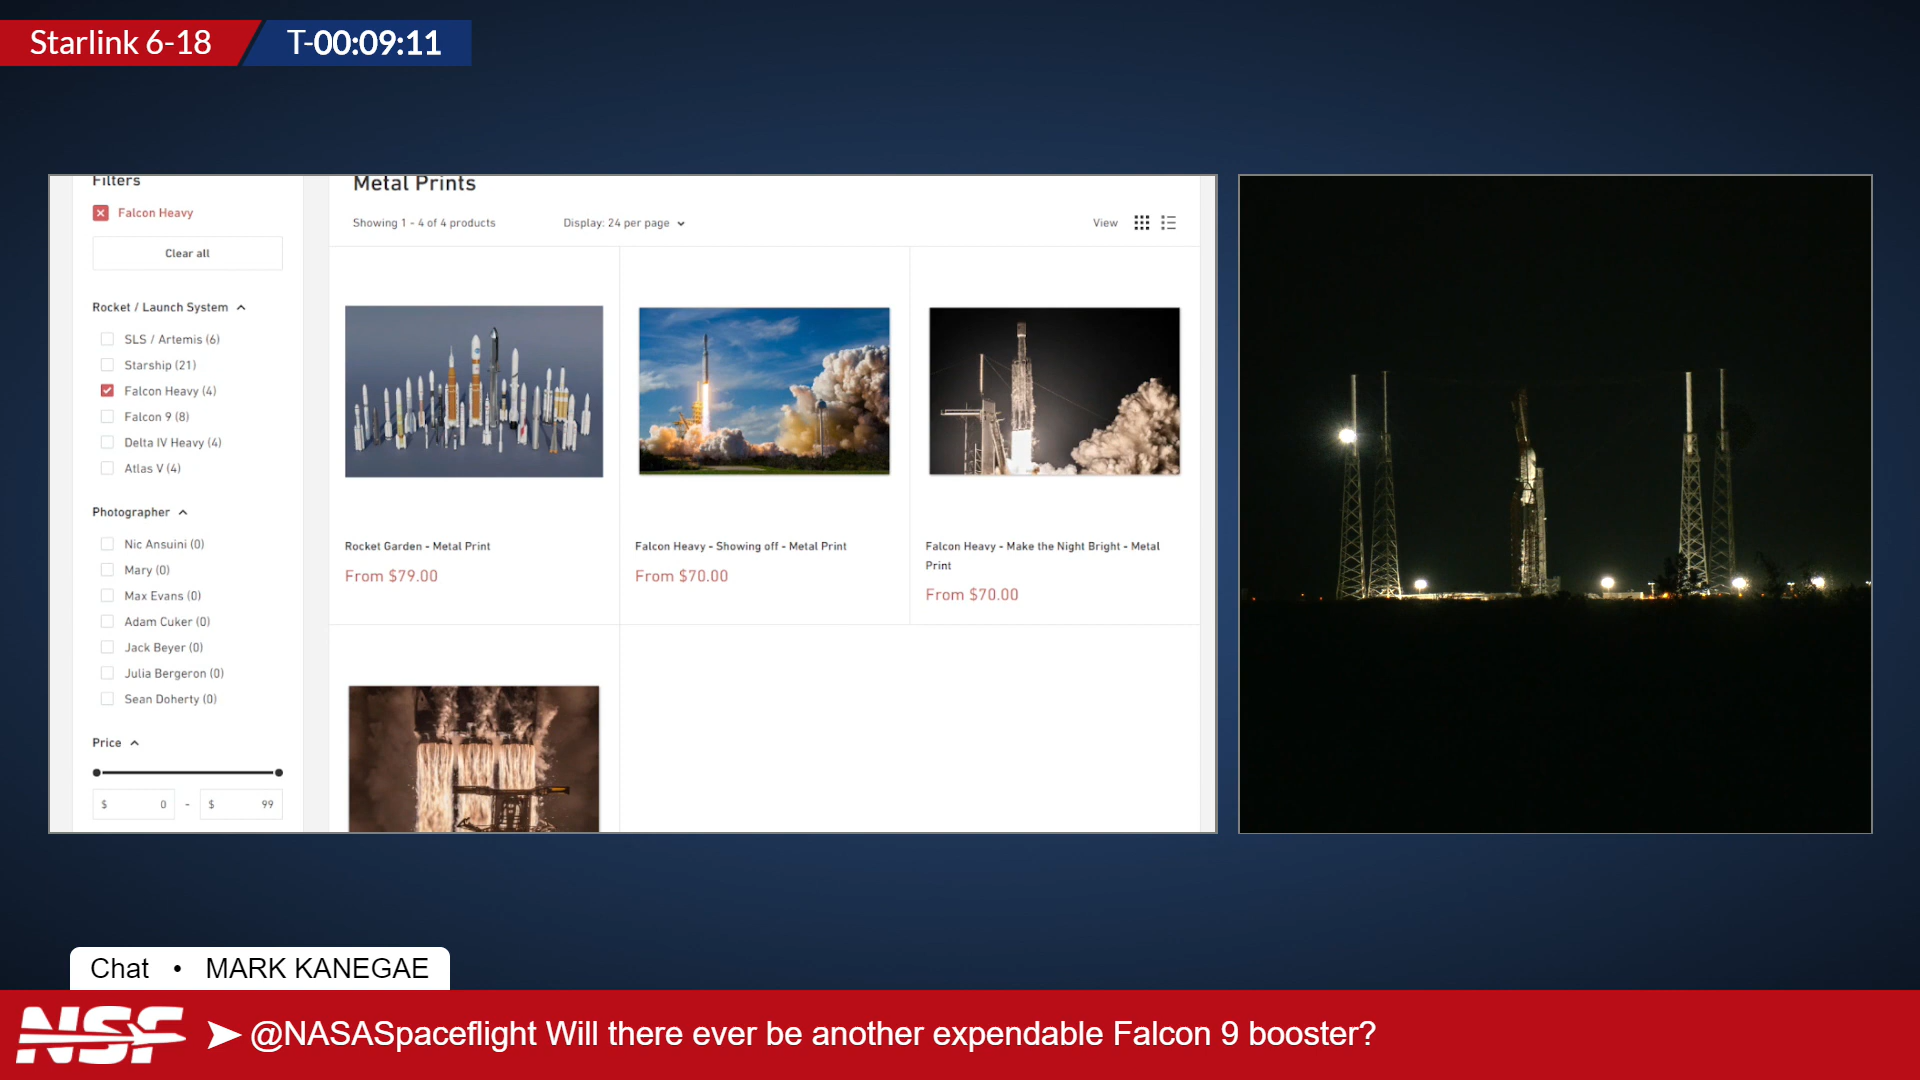 Starlink 6-18
T-00:09:11
Filters
Falcon Heavy
Clear all
Rocket / Launch System
SLS / Artemis (6)
Starship (21)
Falcon Heavy (4)
Falcon 9 (8)
Delta IV Heavy (4)
Atlas V (4)
Photographer
Nic Ansuini (0)
Mary (0)
Max Evans (0)
Adam Cuker (0)
Jack Beyer (0)
Julia Bergeron (0)
Sean Doherty (0)
Price
$ 0 - $ 99
Metal Prints
Showing 1 - 4 of 4 products
Display: 24 per page
View
Rocket Garden - Metal Print
From $79.00
Falcon Heavy - Showing off - Metal Print
From $70.00
Falcon Heavy - Make the Night Bright - Metal
Print
From $70.00
Chat • MARK KANEGAE
NSF
@NASASpaceflight Will there ever be another expendable Falcon 9 booster?